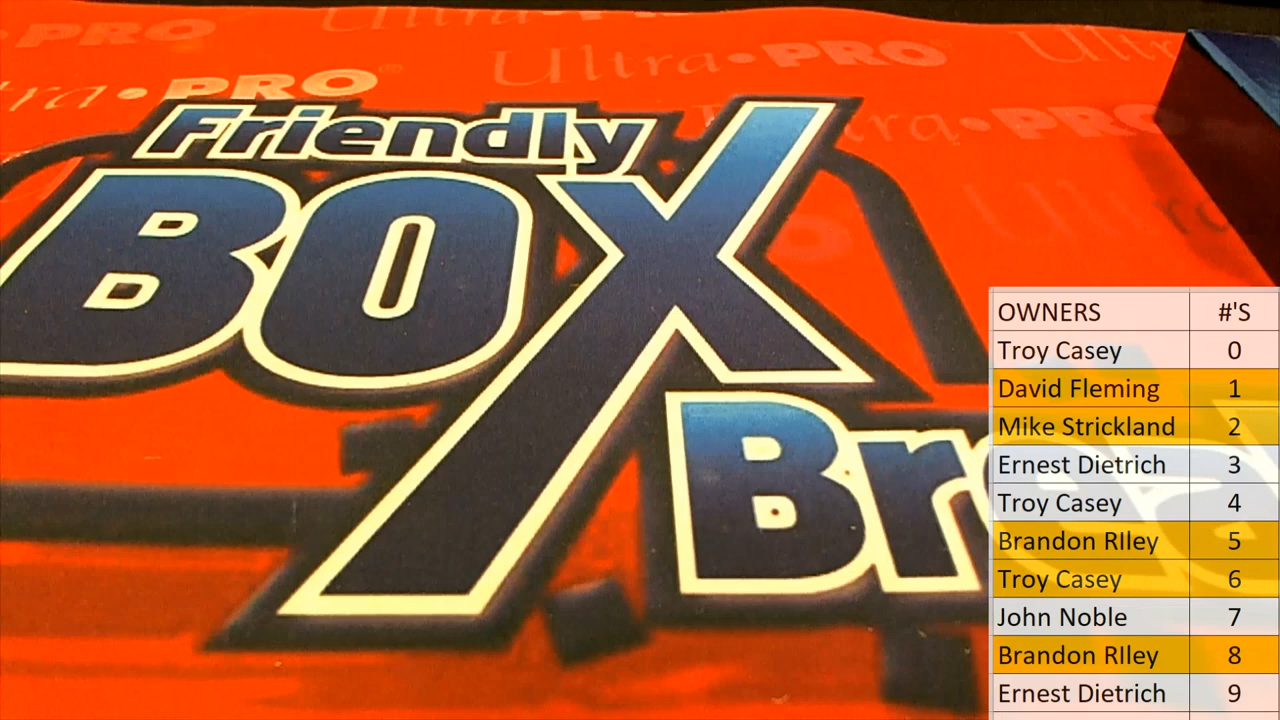 Ultra•PRO
Ultra•PRO
Friendly
BOX
Br
OWNERS #'S
Troy Casey 0
David Fleming 1
Mike Strickland 2
Ernest Dietrich 3
Troy Casey 4
Brandon RIley 5
Troy Casey 6
John Noble 7
Brandon RIley 8
Ernest Dietrich 9